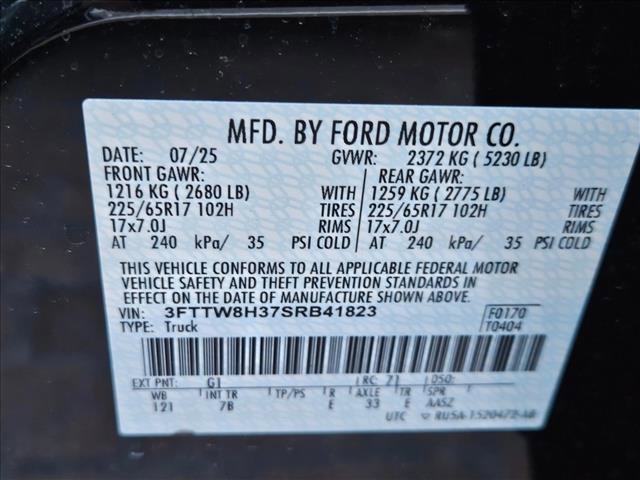 MFD. BY FORD MOTOR CO.
DATE: 07/25 GVWR: 2372 KG ( 5230 LB)
FRONT GAWR: REAR GAWR:
1216 KG ( 2680 LB) WITH 1259 KG ( 2775 LB) WITH
225/65R17 102H TIRES 225/65R17 102H TIRES
17x7.0J RIMS 17x7.0J RIMS
AT 240 kPa/ 35 PSI COLD AT 240 kPa/ 35 PSI COLD
THIS VEHICLE CONFORMS TO ALL APPLICABLE FEDERAL MOTOR
VEHICLE SAFETY AND THEFT PREVENTION STANDARDS IN
EFFECT ON THE DATE OF MANUFACTURE SHOWN ABOVE.
VIN: 3FTTW8H37SRB41823 F0170
TYPE: Truck T0404
EXT PNT: G1 RC: 71 DSO:
WB INT TR TP/PS R AXLE TR SPR
121 7B E 33 E AASZ
UTC